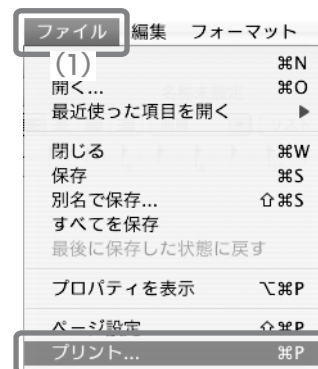 ファイル 編集 フォーマット
(1) ⌘N
開く... ⌘O
最近使った項目を開く ▶
閉じる ⌘W
保存 ⌘S
別名で保存... ⇧⌘S
すべてを保存
最後に保存した状態に戻す
プロパティを表示 ⌥⌘P
ページ設定 ⇧⌘P
プリント... ⌘P